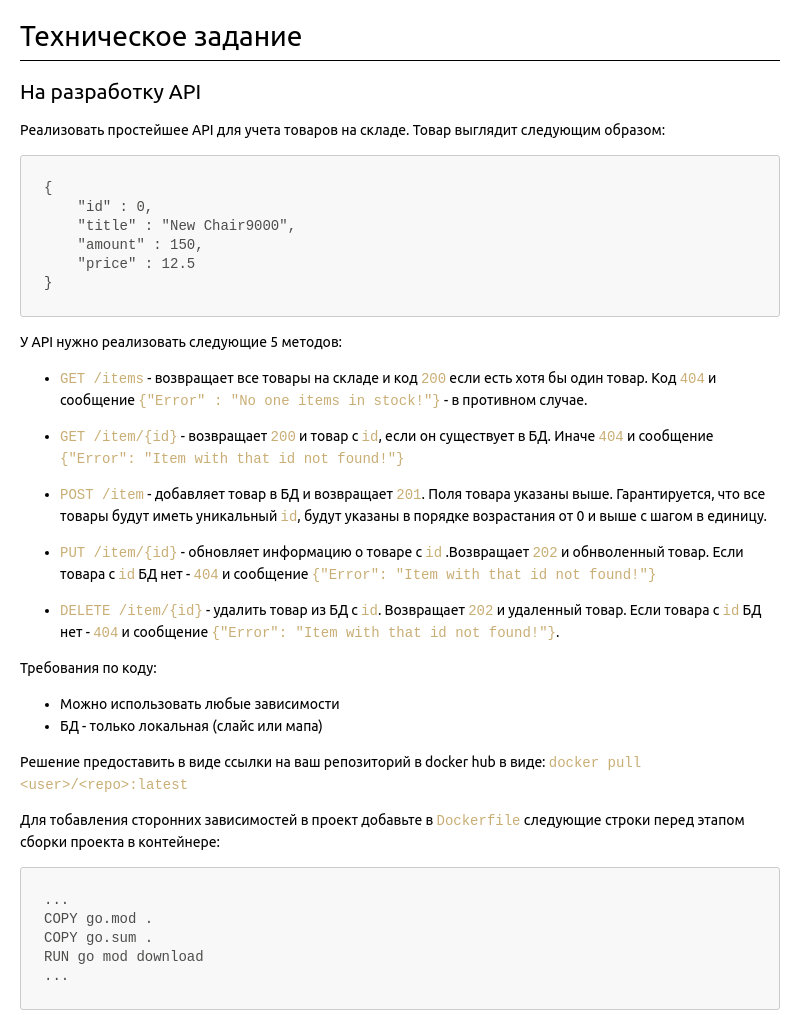 Техническое задание
На разработку API
Реализовать простейшее API для учета товаров на складе. Товар выглядит следующим образом:
{
    "id" : 0,
    "title" : "New Chair9000",
    "amount" : 150,
    "price" : 12.5
}
У API нужно реализовать следующие 5 методов:
• GET /items - возвращает все товары на складе и код 200 если есть хотя бы один товар. Код 404 и
сообщение {"Error" : "No one items in stock!"} - в противном случае.
• GET /item/{id} - возвращает 200 и товар с id, если он существует в БД. Иначе 404 и сообщение
{"Error": "Item with that id not found!"}
• POST /item - добавляет товар в БД и возвращает 201. Поля товара указаны выше. Гарантируется, что все
товары будут иметь уникальный id, будут указаны в порядке возрастания от 0 и выше с шагом в единицу.
• PUT /item/{id} - обновляет информацию о товаре с id .Возвращает 202 и обнволенный товар. Если
товара с id БД нет - 404 и сообщение {"Error": "Item with that id not found!"}
• DELETE /item/{id} - удалить товар из БД с id. Возвращает 202 и удаленный товар. Если товара с id БД
нет - 404 и сообщение {"Error": "Item with that id not found!"}.
Требования по коду:
• Можно использовать любые зависимости
• БД - только локальная (слайс или мапа)
Решение предоставить в виде ссылки на ваш репозиторий в docker hub в виде: docker pull
<user>/<repo>:latest
Для тобавления сторонних зависимостей в проект добавьте в Dockerfile следующие строки перед этапом
сборки проекта в контейнере:
...
COPY go.mod .
COPY go.sum .
RUN go mod download
...